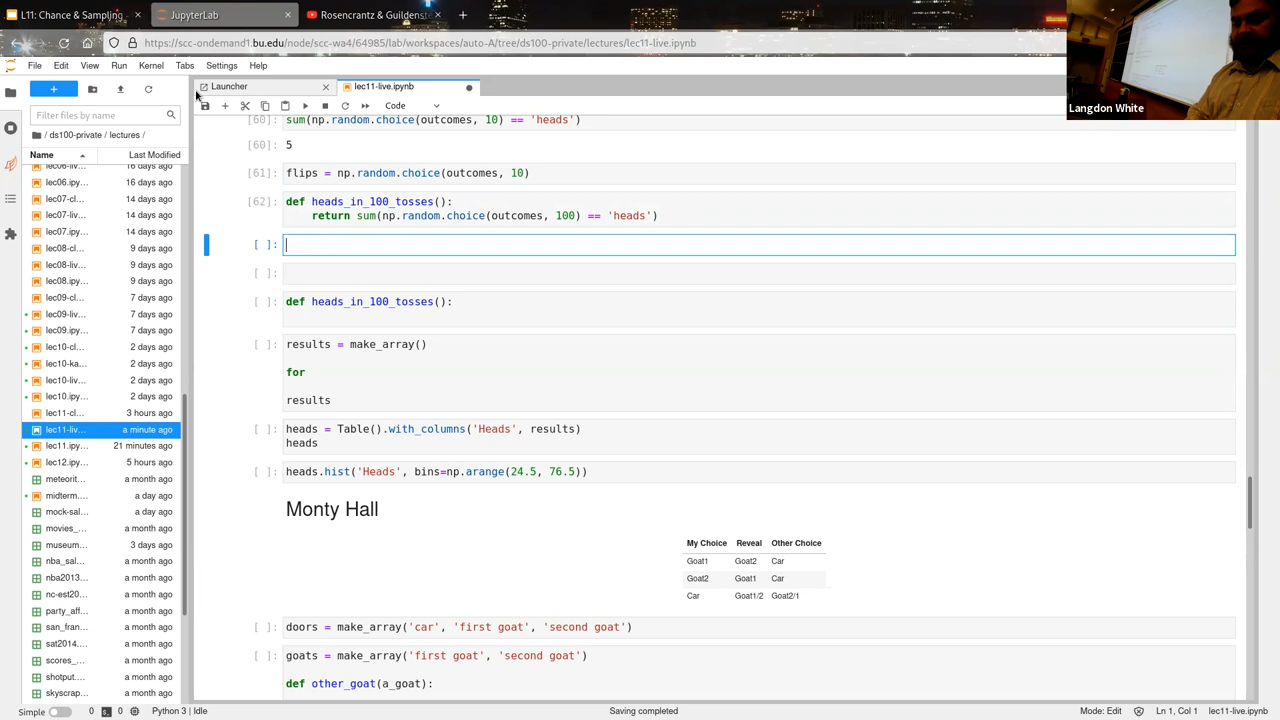 L11: Chance & Sampling
JupyterLab
Rosencrantz & Guildenste
https://scc-ondemand1.bu.edu/node/scc-wa4/64985/lab/workspaces/auto-A/tree/ds100-private/lectures/lec11-live.ipynb
Langdon White
File Edit View Run Kernel Tabs Settings Help
Launcher
lec11-live.ipynb
Code
Filter files by name
/ ds100-private / lectures /
Name Last Modified
lec06-liv... 16 days ago
lec06.ipy... 16 days ago
lec07-cl... 14 days ago
lec07-liv... 14 days ago
lec07.ipy... 14 days ago
lec08-cl... 9 days ago
lec08-liv... 9 days ago
lec08.ipy... 9 days ago
lec09-cl... 7 days ago
lec09-liv... 7 days ago
lec09.ipy... 7 days ago
lec10-cl... 2 days ago
lec10-ka... 2 days ago
lec10-liv... 2 days ago
lec10.ipy... 2 days ago
lec11-cl... 3 hours ago
lec11-liv... a minute ago
lec11.ipy... 21 minutes ago
lec12.ipy... 5 hours ago
meteorit... a month ago
midterm.... a day ago
mock-sal... a day ago
movies_... a month ago
museum... 3 days ago
nba_sal... a month ago
nba2013... a month ago
nc-est20... a month ago
party_aff... a month ago
san_fran... a month ago
sat2014.... a month ago
scores_... a month ago
shotput.... a month ago
skyscrap... a month ago
[60]: sum(np.random.choice(outcomes, 10) == 'heads')
[60]: 5
[61]: flips = np.random.choice(outcomes, 10)
[62]: def heads_in_100_tosses():
return sum(np.random.choice(outcomes, 100) == 'heads')
[ ]:
[ ]:
[ ]: def heads_in_100_tosses():
[ ]: results = make_array()
for
results
[ ]: heads = Table().with_columns('Heads', results)
heads
[ ]: heads.hist('Heads', bins=np.arange(24.5, 76.5))
Monty Hall
My Choice Reveal Other Choice
Goat1 Goat2 Car
Goat2 Goat1 Car
Car Goat1/2 Goat2/1
[ ]: doors = make_array('car', 'first goat', 'second goat')
[ ]: goats = make_array('first goat', 'second goat')
def other_goat(a_goat):
Simple 0 0 Python 3 | Idle Saving completed Mode: Edit Ln 1, Col 1 lec11-live.ipynb